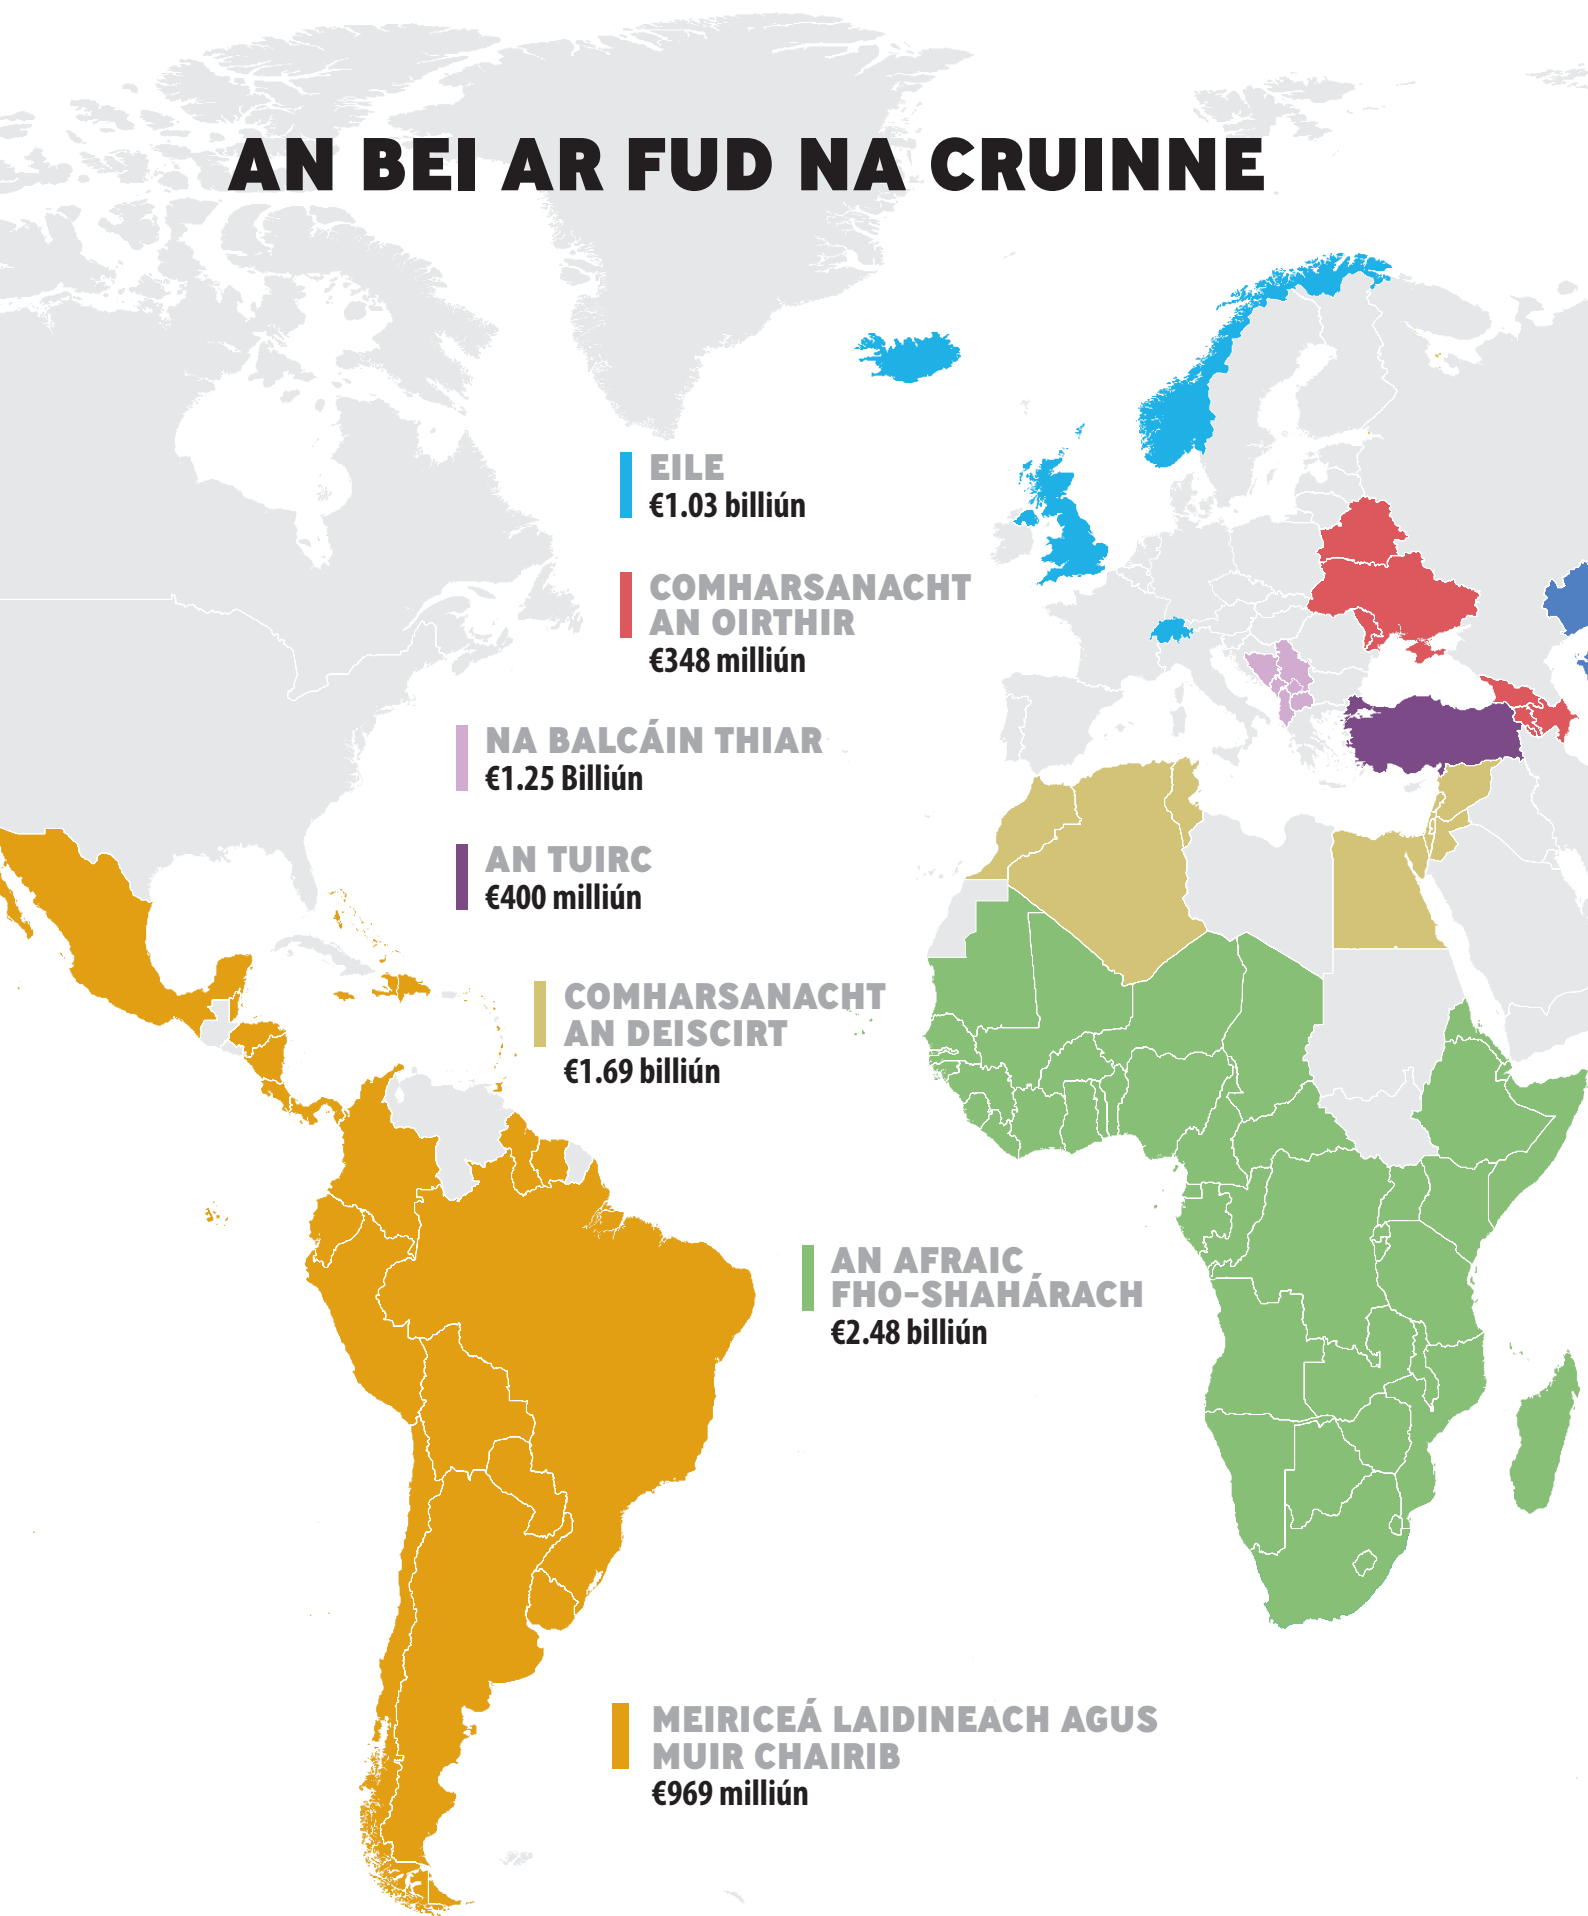 AN BEI AR FUD NA CRUINNE
EILE
€1.03 billiún
COMHARSANACHT
AN OIRTHIR
€348 milliún
NA BALCÁIN THIAR
€1.25 Billiún
AN TUIRC
€400 milliún
COMHARSANACHT
AN DEISCIRT
€1.69 billiún
AN AFRAIC
FHO-SHAHÁRACH
€2.48 billiún
MEIRICEÁ LAIDINEACH AGUS
MUIR CHAIRIB
€969 milliún